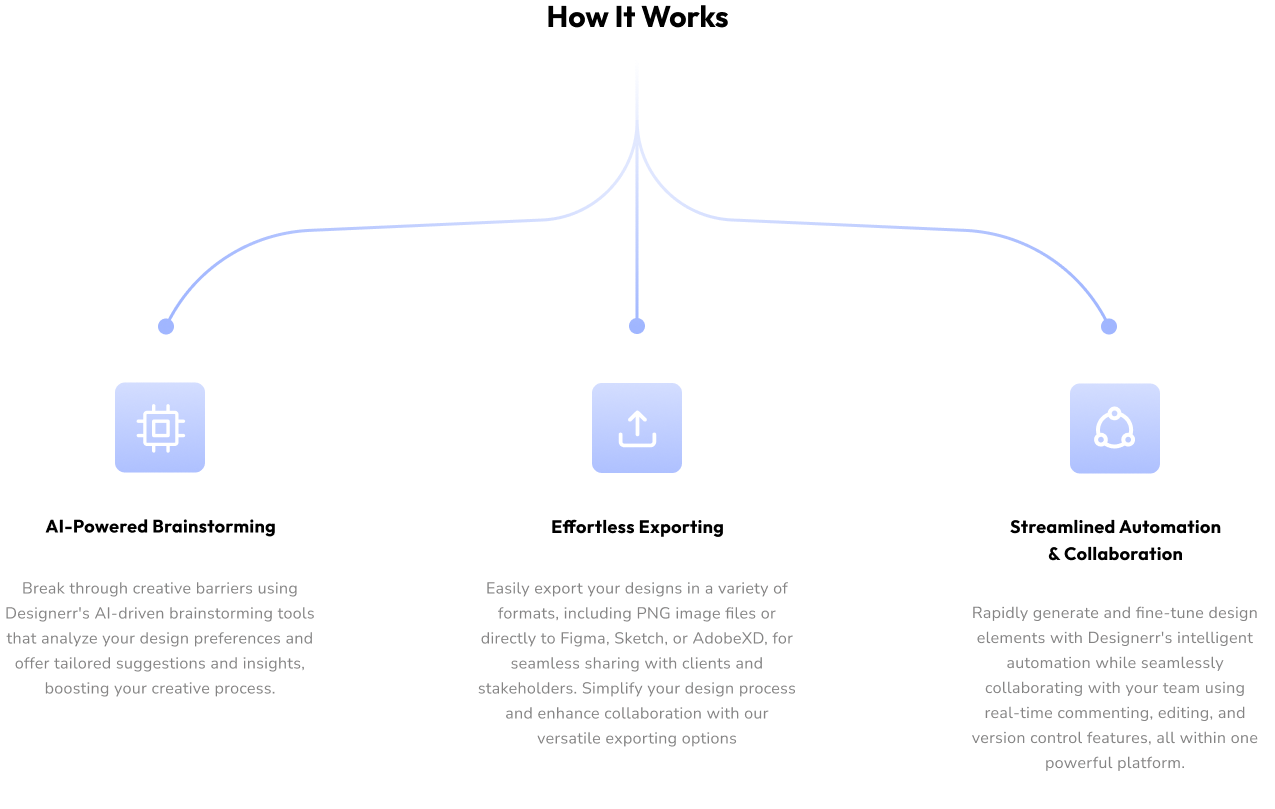 How It Works
AI-Powered Brainstorming
Break through creative barriers using
Designerr's AI-driven brainstorming tools
that analyze your design preferences and
offer tailored suggestions and insights,
boosting your creative process.
Effortless Exporting
Easily export your designs in a variety of
formats, including PNG image files or
directly to Figma, Sketch, or AdobeXD, for
seamless sharing with clients and
stakeholders. Simplify your design process
and enhance collaboration with our
versatile exporting options
Streamlined Automation
& Collaboration
Rapidly generate and fine-tune design
elements with Designerr's intelligent
automation while seamlessly
collaborating with your team using
real-time commenting, editing, and
version control features, all within one
powerful platform.